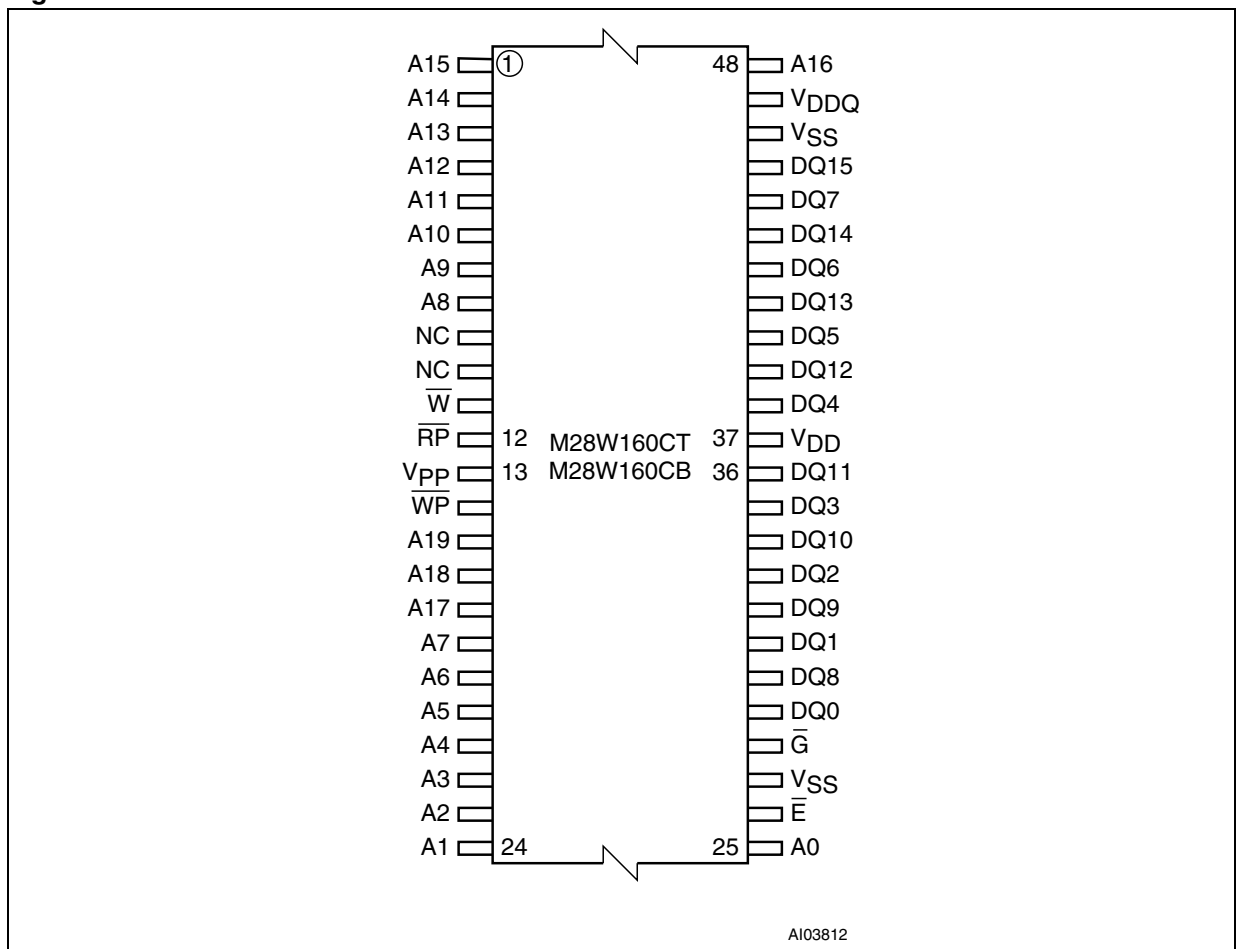 A15 1 48 A16
A14 VDDQ
A13 VSS
A12 DQ15
A11 DQ7
A10 DQ14
A9 DQ6
A8 DQ13
NC DQ5
NC DQ12
W̅ DQ4
R̅P̅ 12 M28W160CT 37 VDD
VPP 13 M28W160CB 36 DQ11
W̅P̅ DQ3
A19 DQ10
A18 DQ2
A17 DQ9
A7 DQ1
A6 DQ8
A5 DQ0
A4 G̅
A3 VSS
A2 E̅
A1 24 25 A0
AI03812